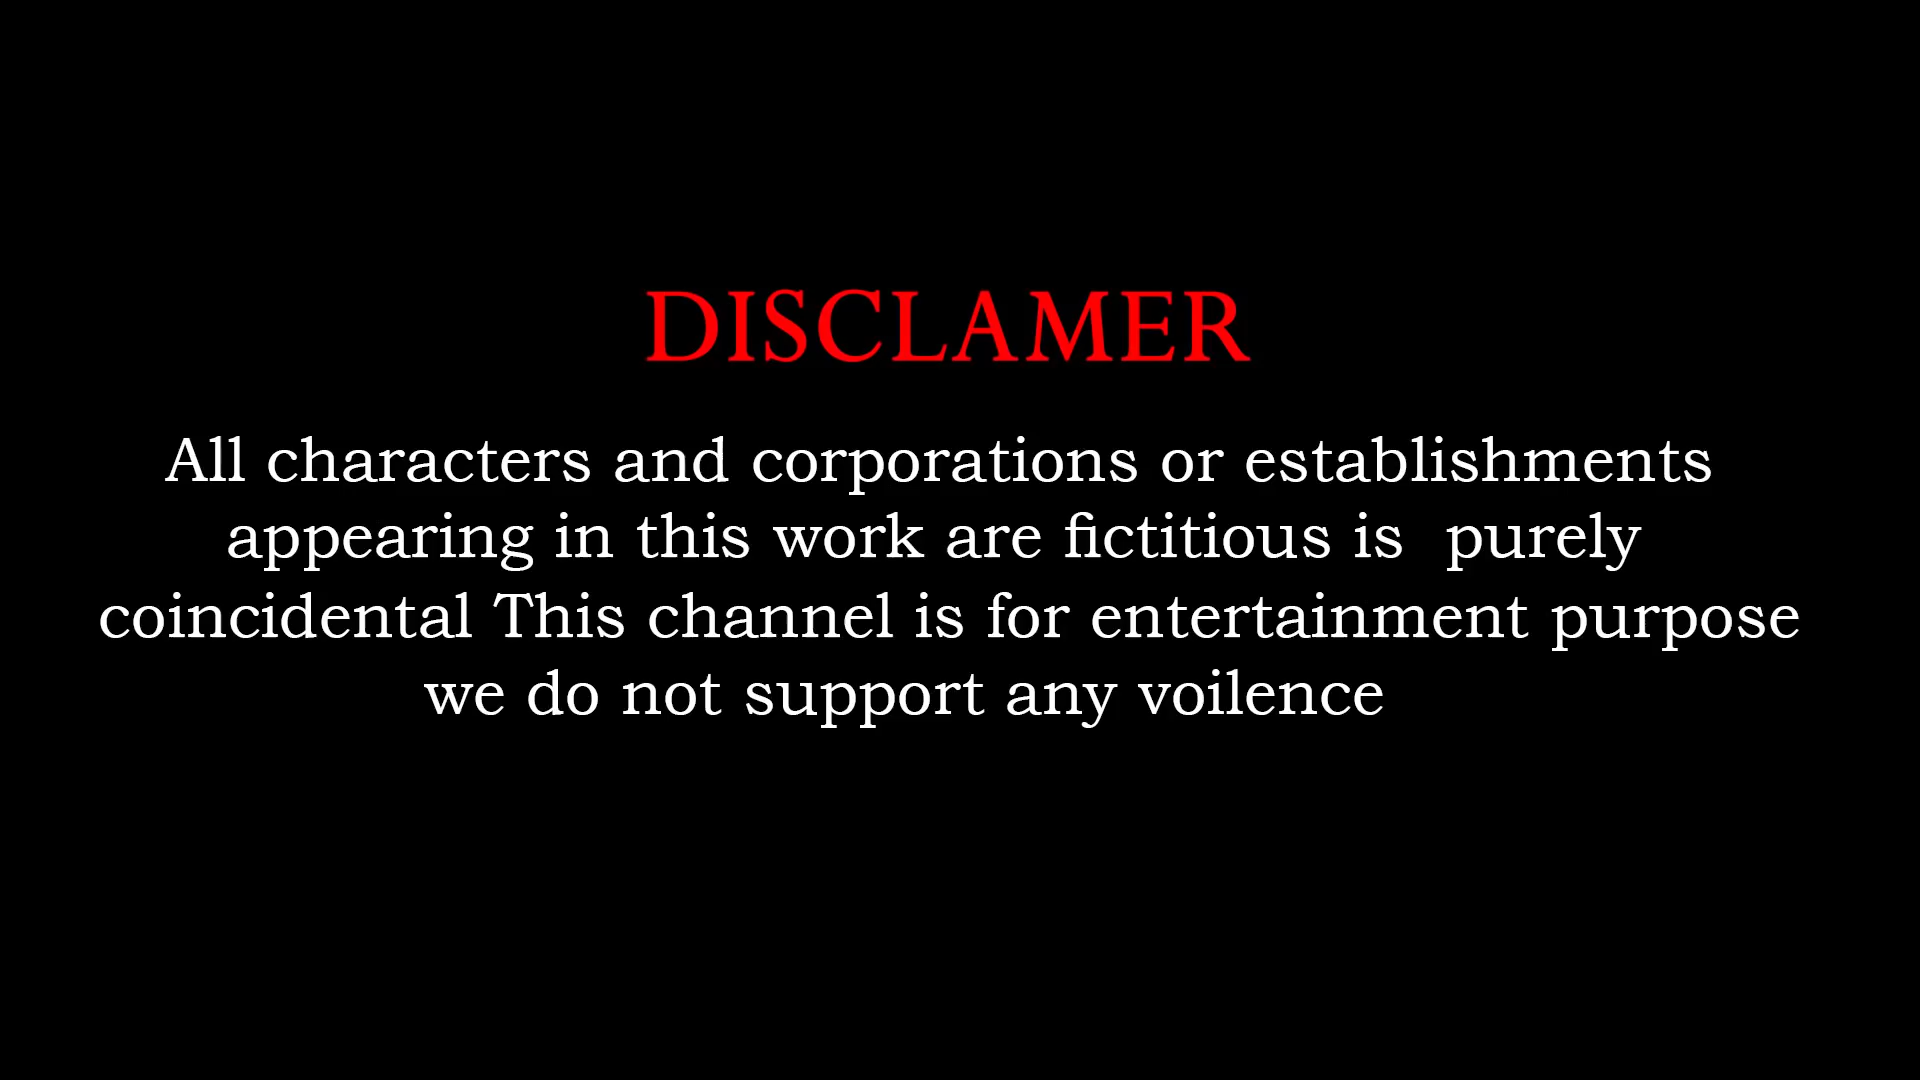 DISCLAMER
All characters and corporations or establishments
appearing in this work are fictitious is  purely
coincidental This channel is for entertainment purpose
we do not support any voilence